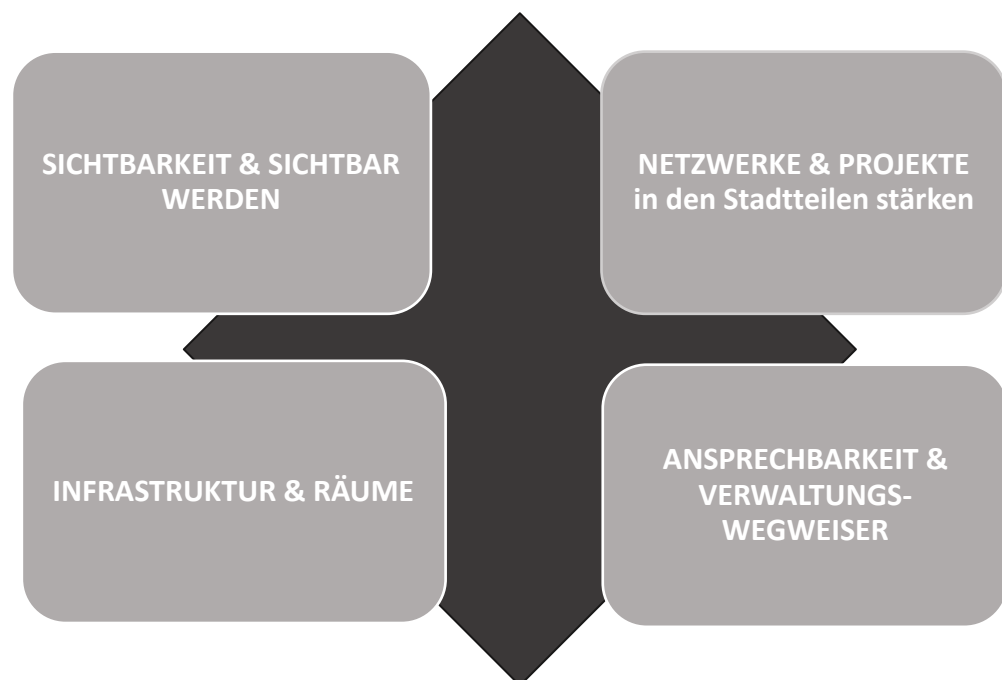 SICHTBARKEIT & SICHTBAR
WERDEN
NETZWERKE & PROJEKTE
in den Stadtteilen stärken
INFRASTRUKTUR & RÄUME
ANSPRECHBARKEIT &
VERWALTUNGS-
WEGWEISER